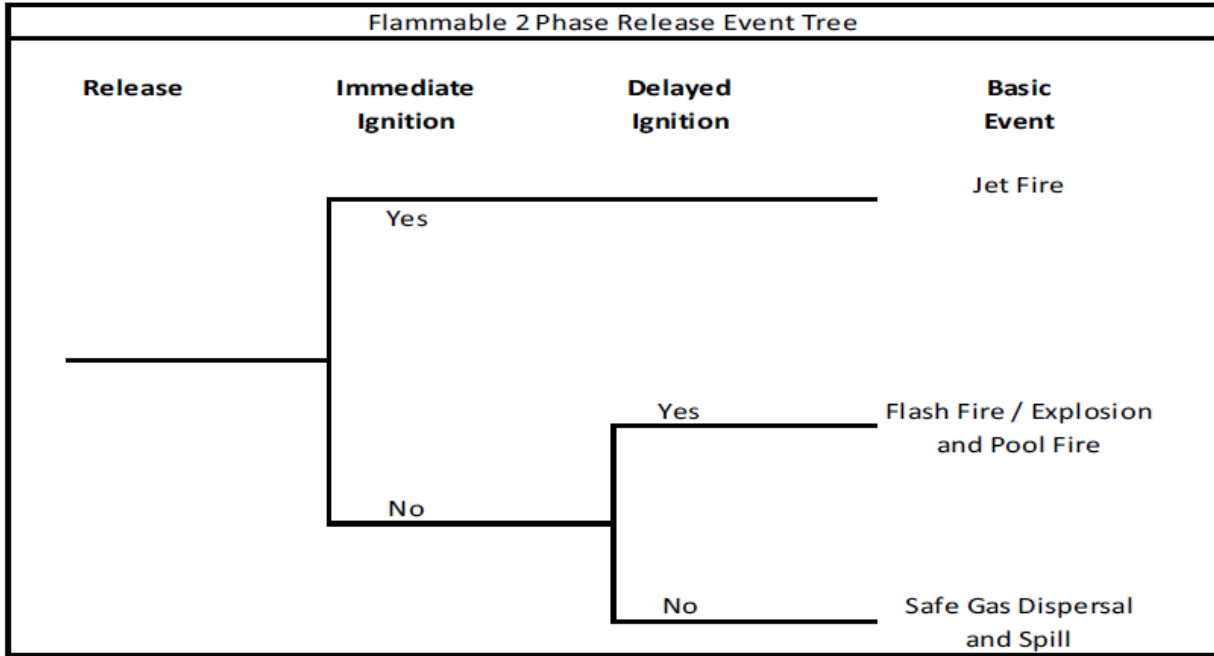 Flammable 2 Phase Release Event Tree
Release
Immediate
Ignition
Delayed
Ignition
Basic
Event
Jet Fire
Yes
Yes
Flash Fire / Explosion
and Pool Fire
No
No
Safe Gas Dispersal
and Spill